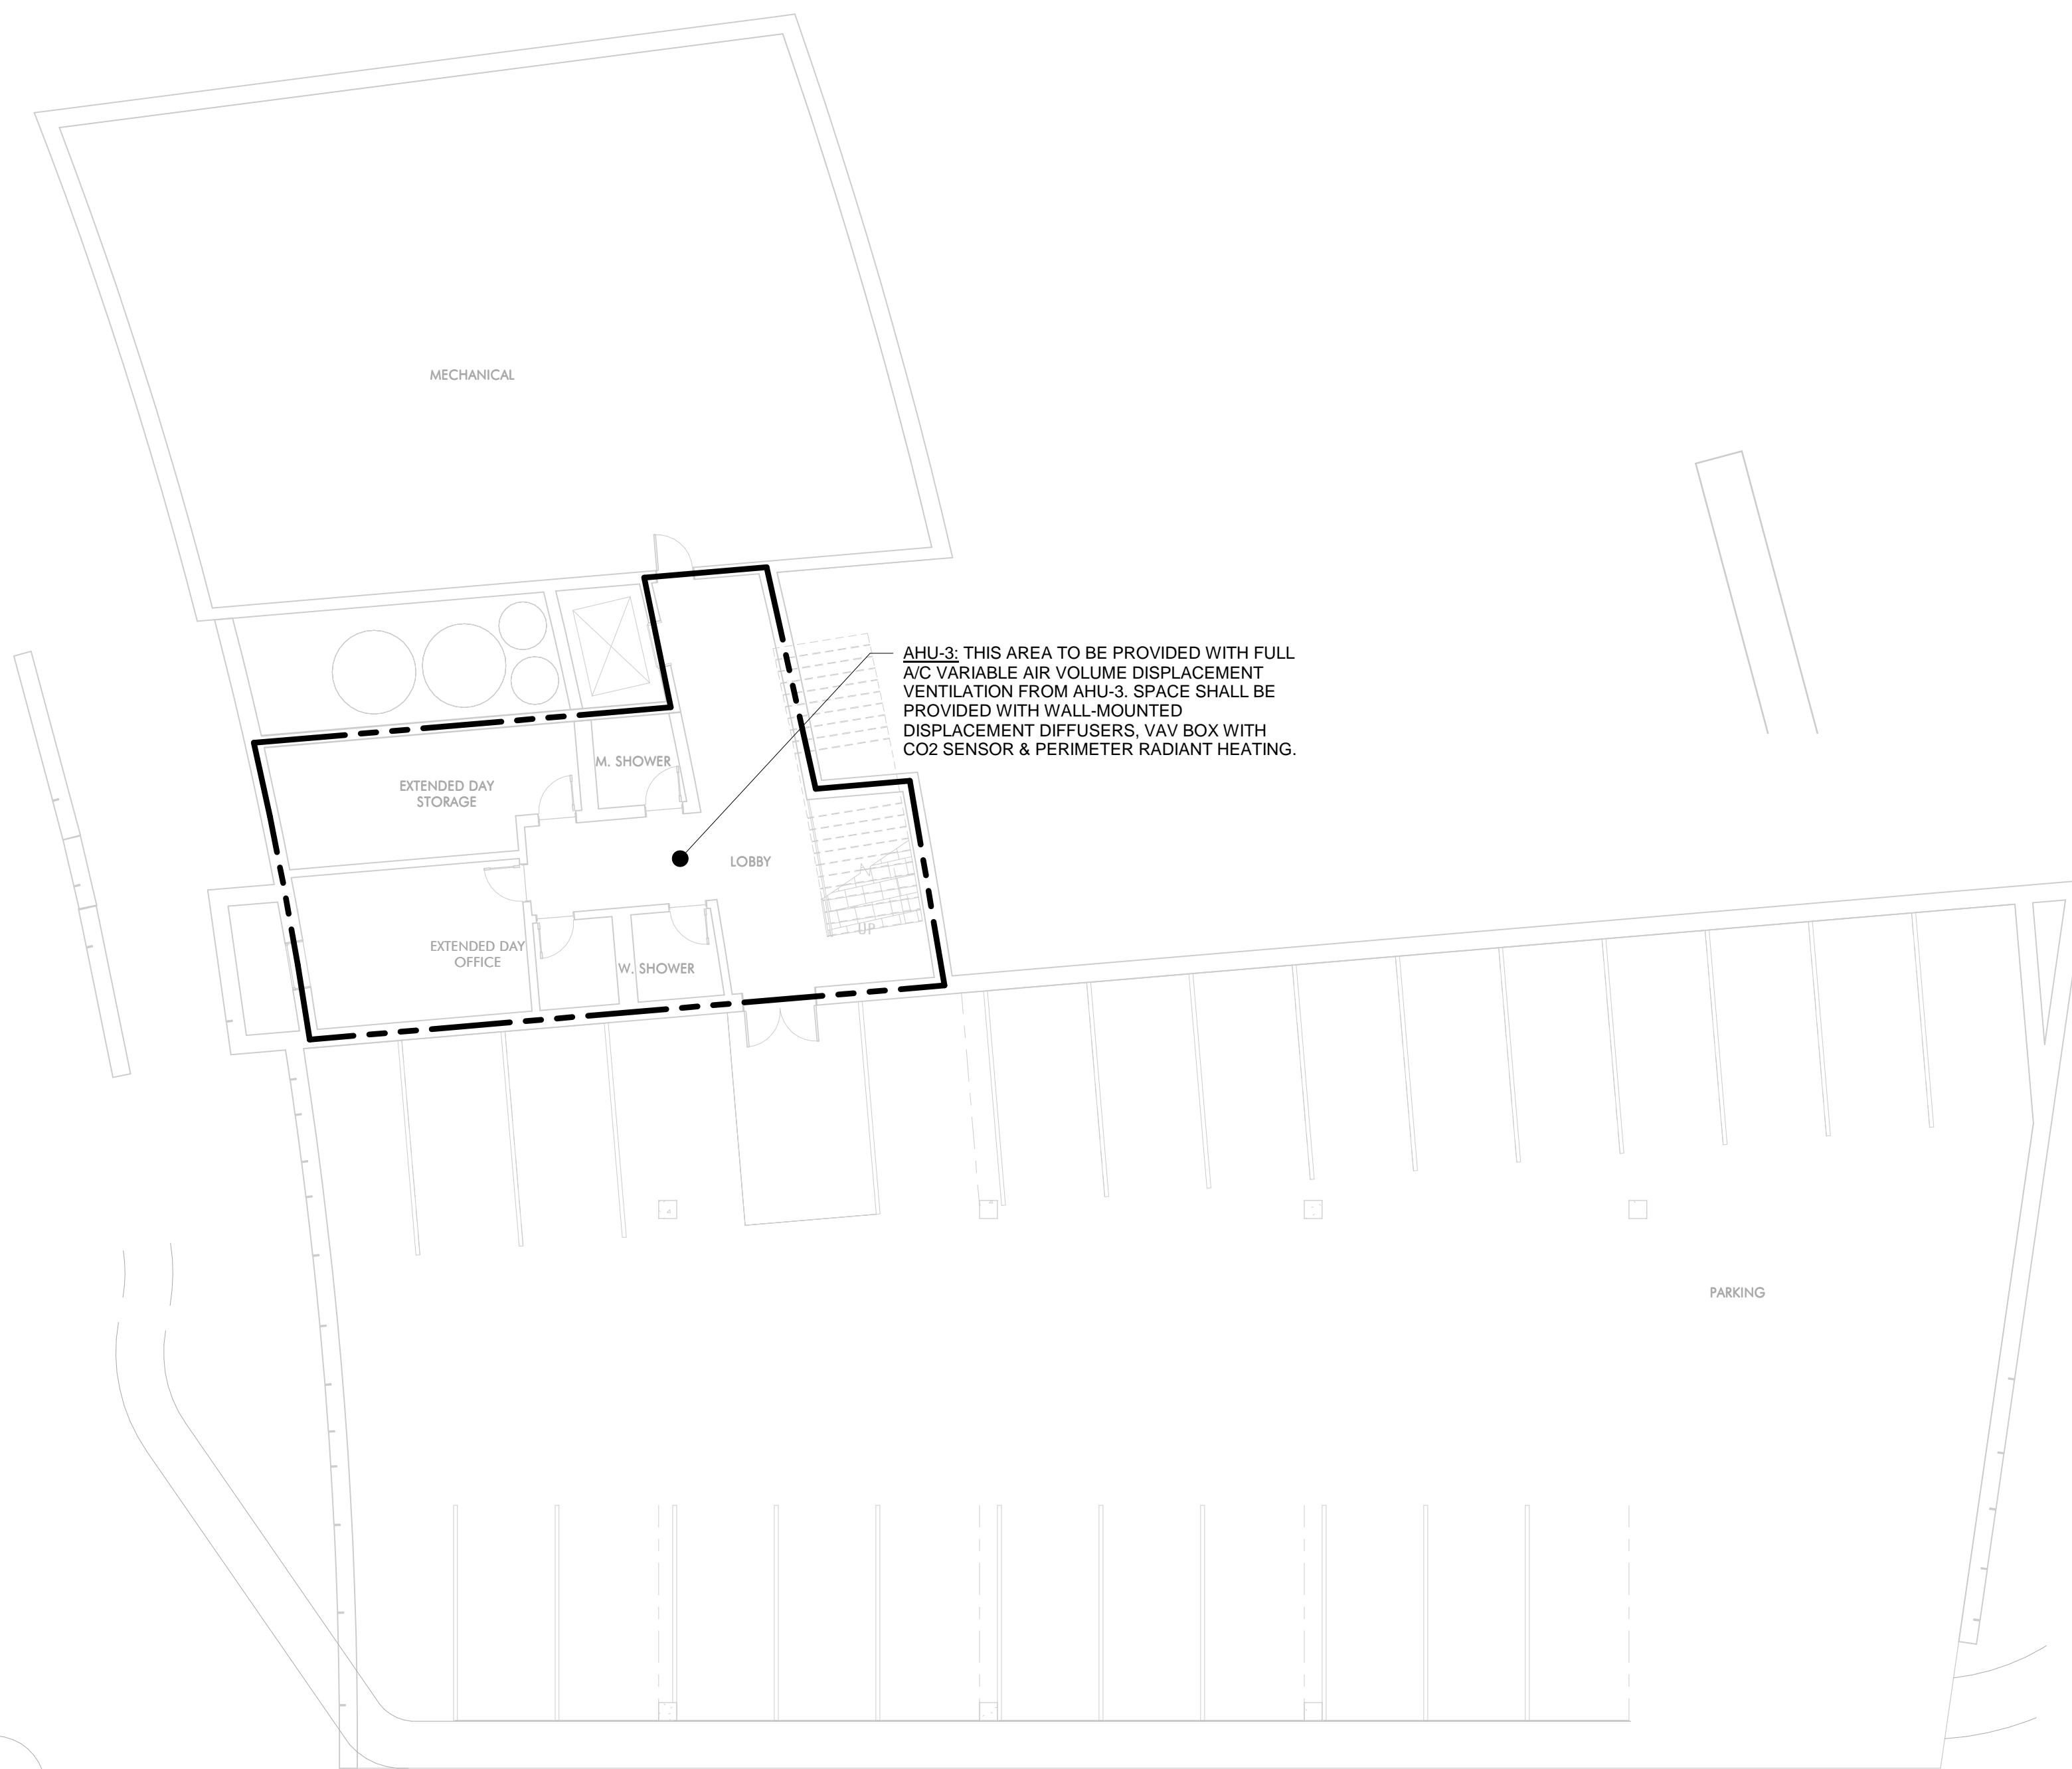 MECHANICAL
AHU-3: THIS AREA TO BE PROVIDED WITH FULL
A/C VARIABLE AIR VOLUME DISPLACEMENT
VENTILATION FROM AHU-3. SPACE SHALL BE
PROVIDED WITH WALL-MOUNTED
DISPLACEMENT DIFFUSERS, VAV BOX WITH
CO2 SENSOR & PERIMETER RADIANT HEATING.
M. SHOWER
EXTENDED DAY
STORAGE
LOBBY
UP
EXTENDED DAY
OFFICE
W. SHOWER
PARKING